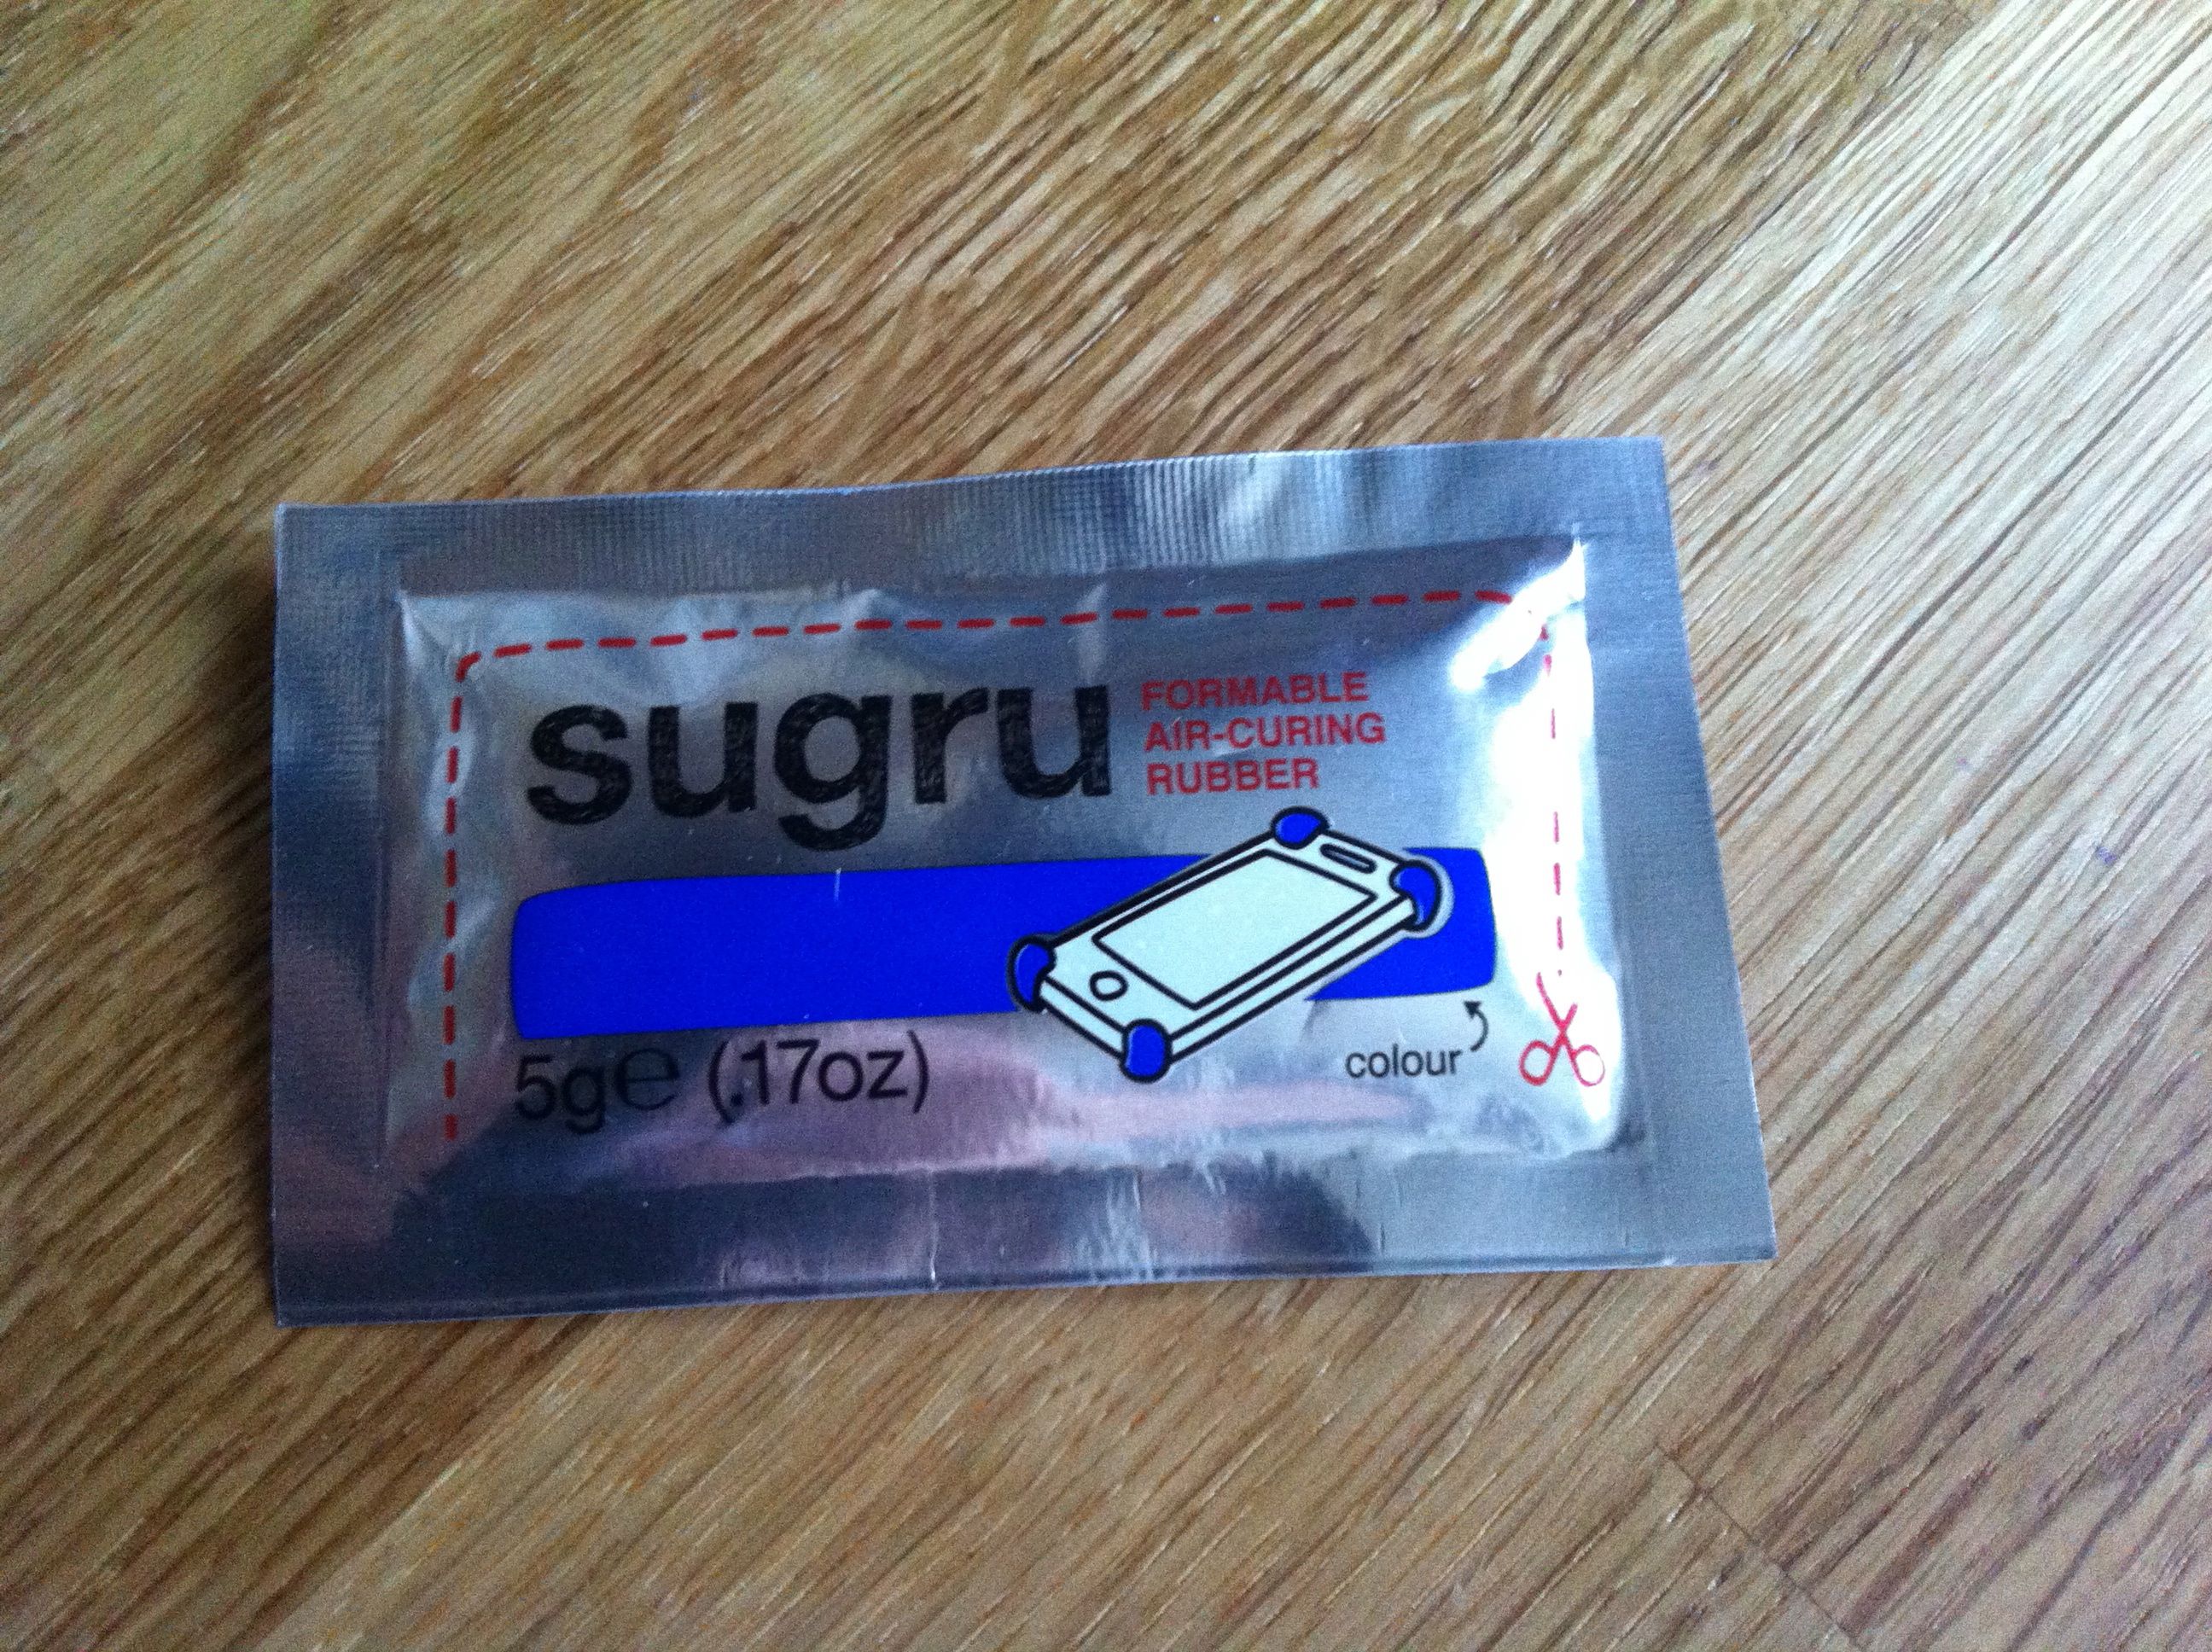 sugru
FORMABLE
AIR-CURING
RUBBER
5g℮ (.17oz)
colour